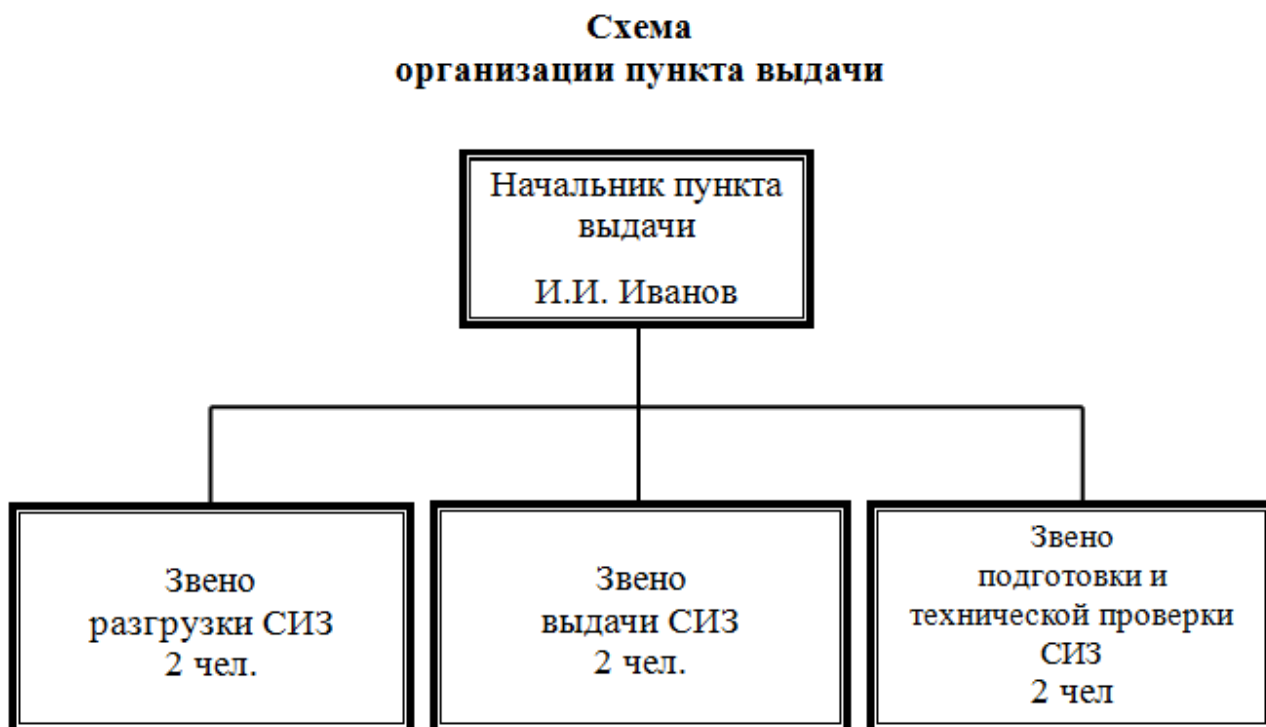 Схема
организации пункта выдачи
Начальник пункта
выдачи
И.И. Иванов
Звено
разгрузки СИЗ
2 чел.
Звено
выдачи СИЗ
2 чел.
Звено
подготовки и
технической проверки
СИЗ
2 чел